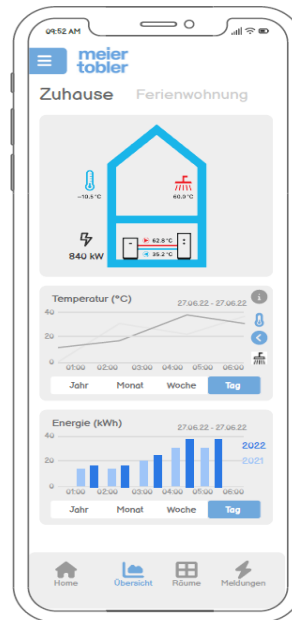 09:52 AM
meier
tobler
Zuhause Ferienwohnung
-10.5 °C
60.0 °C
62.8 °C
35.2 °C
840 kW
Temperatur (°C)
27.06.22 - 27.06.22
40
20
0
01:00 02:00 03:00 04:00 05:00 06:00
Jahr Monat Woche Tag
Energie (kWh)
27.06.22 - 27.06.22
40
2022
20
2021
0
01:00 02:00 03:00 04:00 05:00 06:00
Jahr Monat Woche Tag
Home Übersicht Räume Meldungen